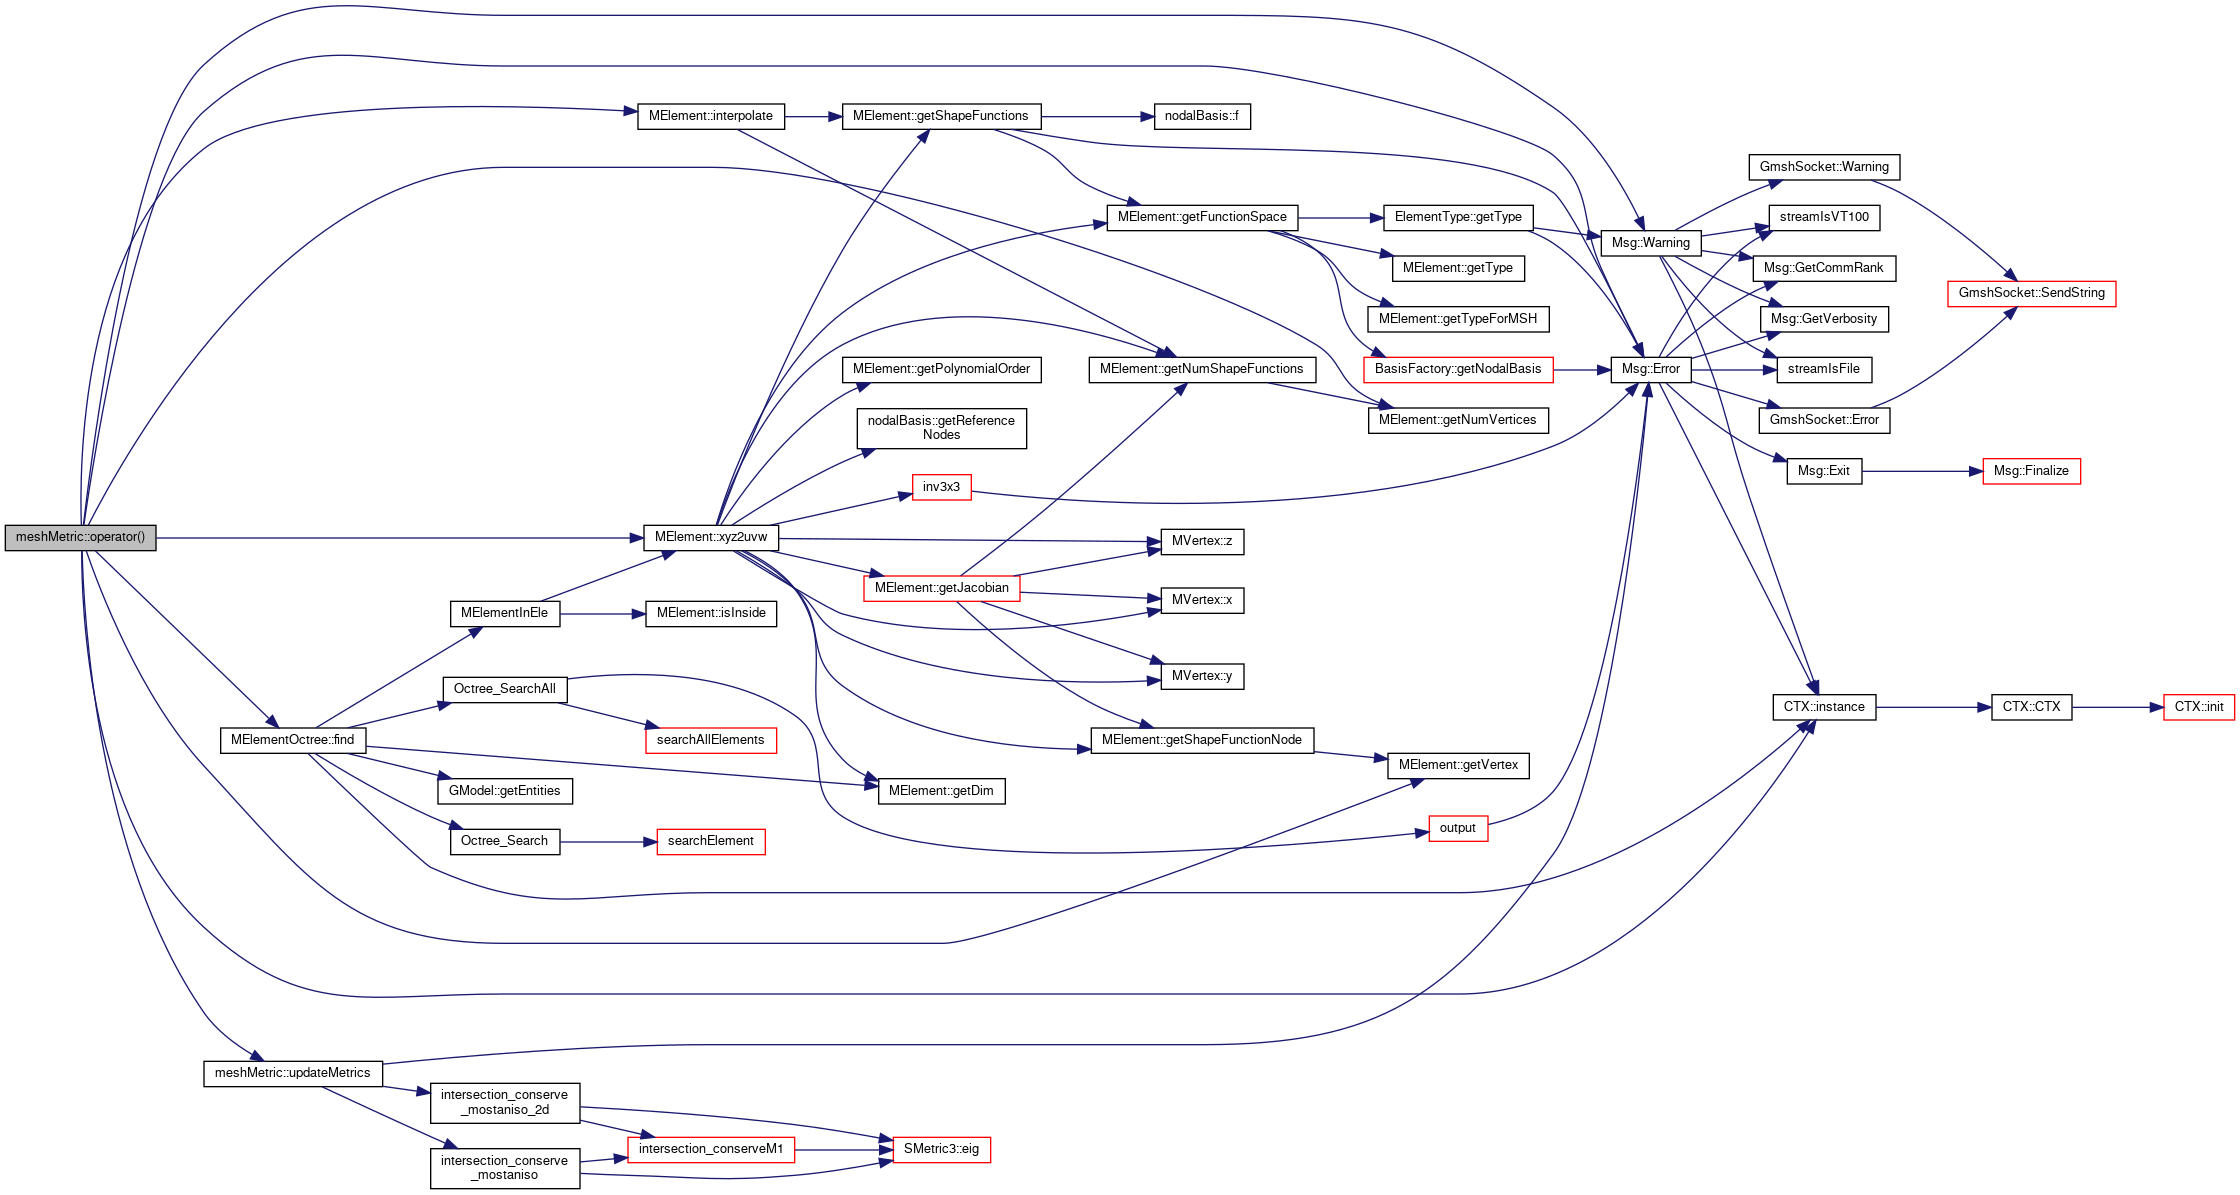 meshMetric::operator()
MElement::interpolate
MElement::getShapeFunctions
nodalBasis::f
MElement::getFunctionSpace
ElementType::getType
MElement::getType
MElement::getTypeForMSH
BasisFactory::getNodalBasis
MElement::getNumVertices
MElement::getNumShapeFunctions
MElement::getPolynomialOrder
nodalBasis::getReference
Nodes
inv3x3
MElement::xyz2uvw
MElement::getJacobian
MVertex::z
MVertex::x
MVertex::y
MElement::getShapeFunctionNode
MElement::getVertex
MElement::getDim
MElementInEle
MElement::isInside
Octree_SearchAll
searchAllElements
MElementOctree::find
GModel::getEntities
Octree_Search
searchElement
output
Msg::Warning
Msg::Error
GmshSocket::Warning
streamIsVT100
Msg::GetCommRank
Msg::GetVerbosity
streamIsFile
GmshSocket::Error
Msg::Exit
GmshSocket::SendString
Msg::Finalize
CTX::instance
CTX::CTX
CTX::init
meshMetric::updateMetrics
intersection_conserve
_mostaniso_2d
intersection_conserve
_mostaniso
intersection_conserveM1
SMetric3::eig